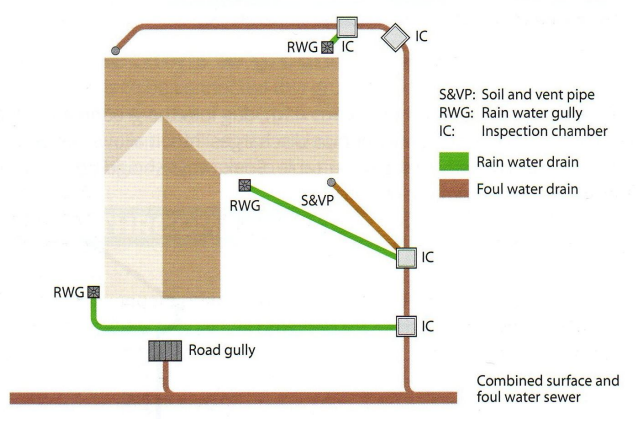 RWG IC
IC
S&VP: Soil and vent pipe
RWG: Rain water gully
IC: Inspection chamber
Rain water drain
Foul water drain
RWG
S&VP
IC
RWG
IC
Road gully
Combined surface and
foul water sewer